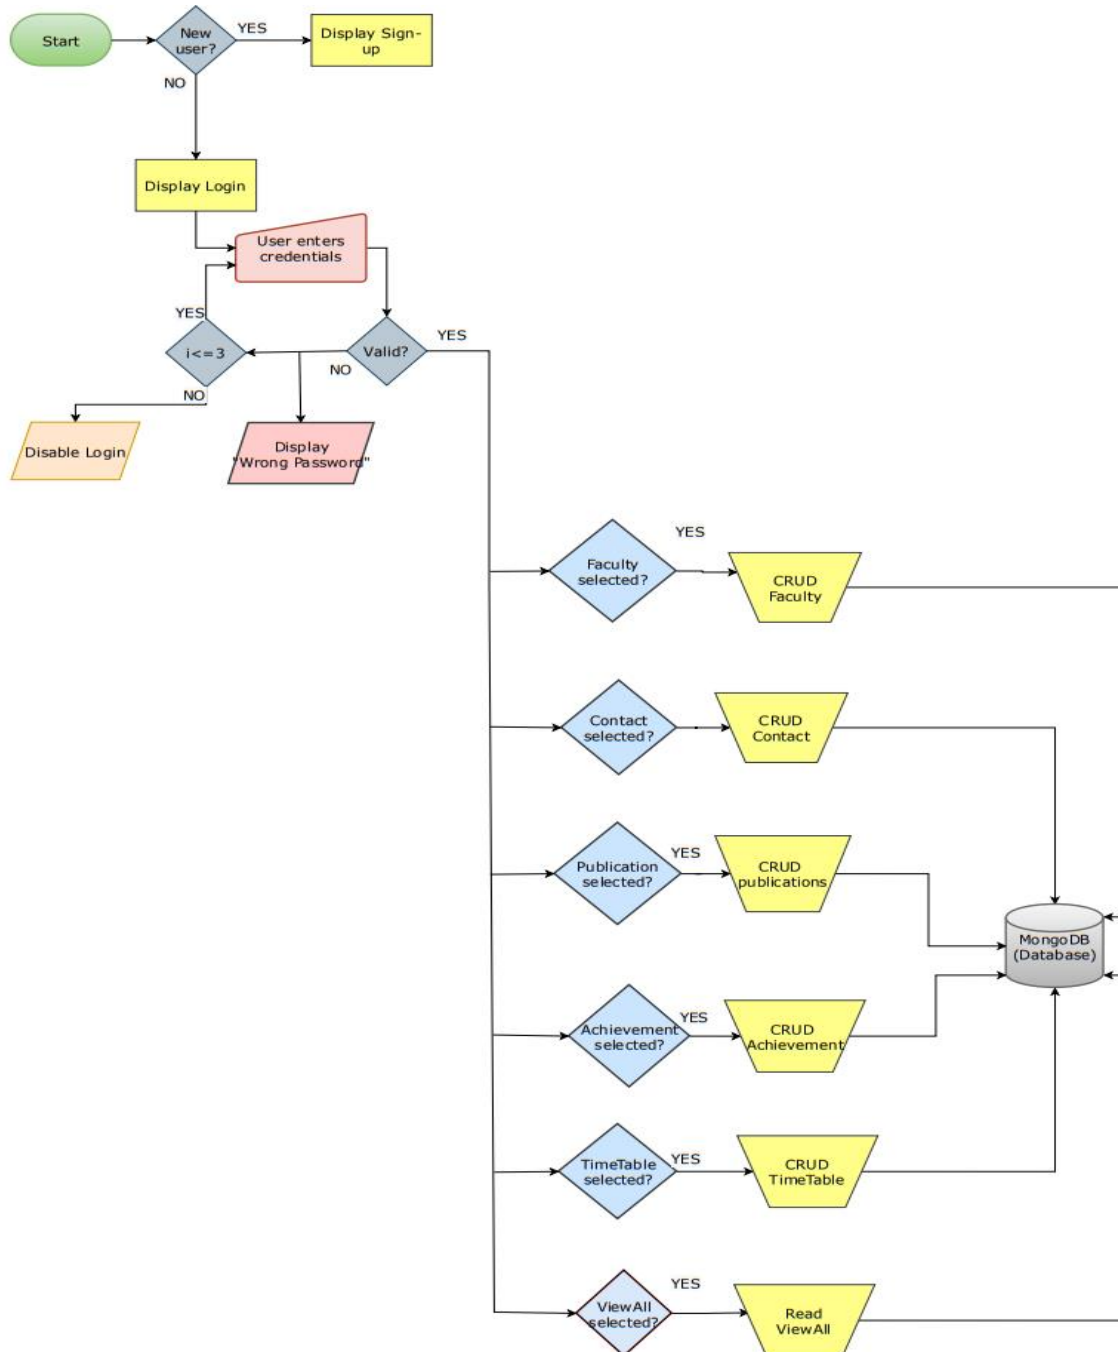 Start
New
user?
YES
Display Sign-
up
NO
Display Login
User enters
credentials
YES
i<=3
Valid?
YES
NO
NO
Disable Login
Display
"Wrong Password"
Faculty
selected?
YES
CRUD
Faculty
Contact
selected?
YES
CRUD
Contact
Publication
selected?
YES
CRUD
publications
MongoDB
(Database)
Achievement
selected?
YES
CRUD
Achievement
TimeTable
selected?
YES
CRUD
TimeTable
ViewAll
selected?
YES
Read
ViewAll